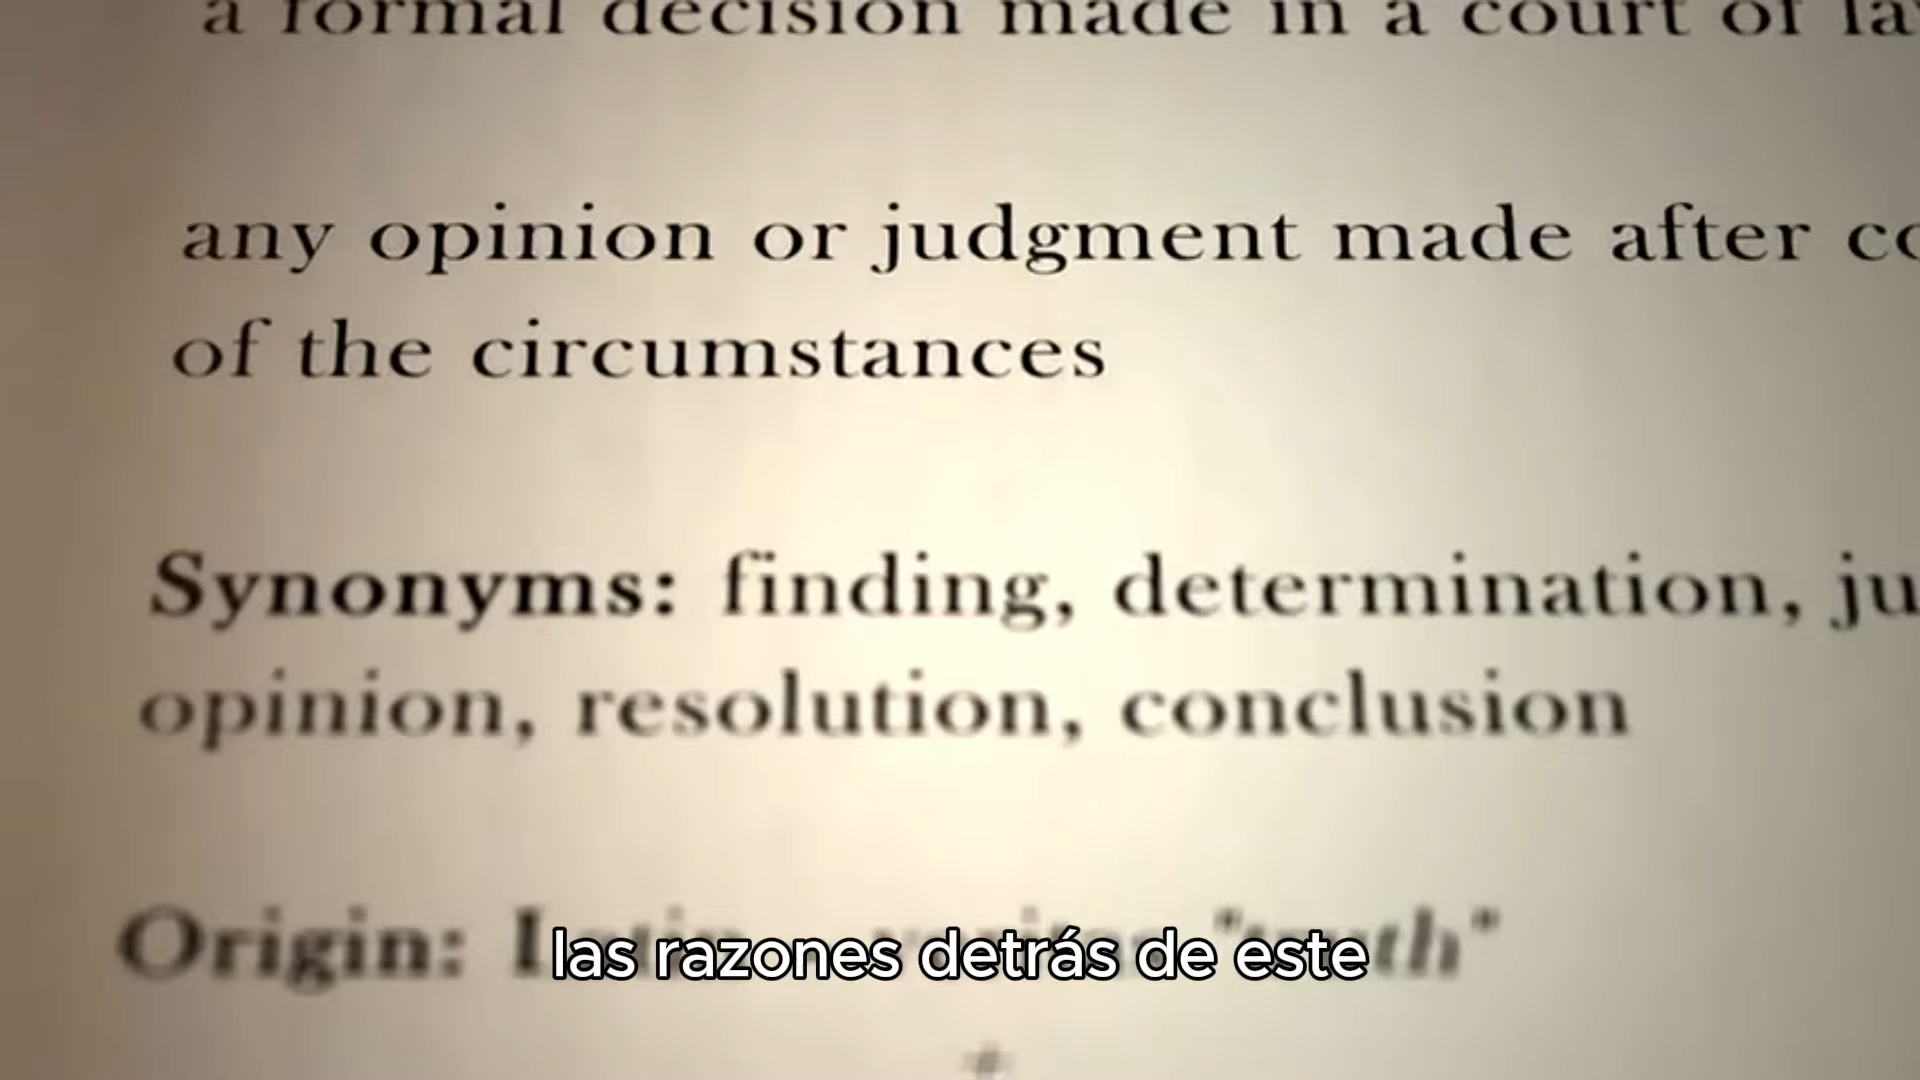 a formal decision made in a court of
any opinion or judgment made after
of the circumstances
Synonyms: finding, determination,
opinion, resolution, conclusion
Origin: "truth"
las razones detrás de este